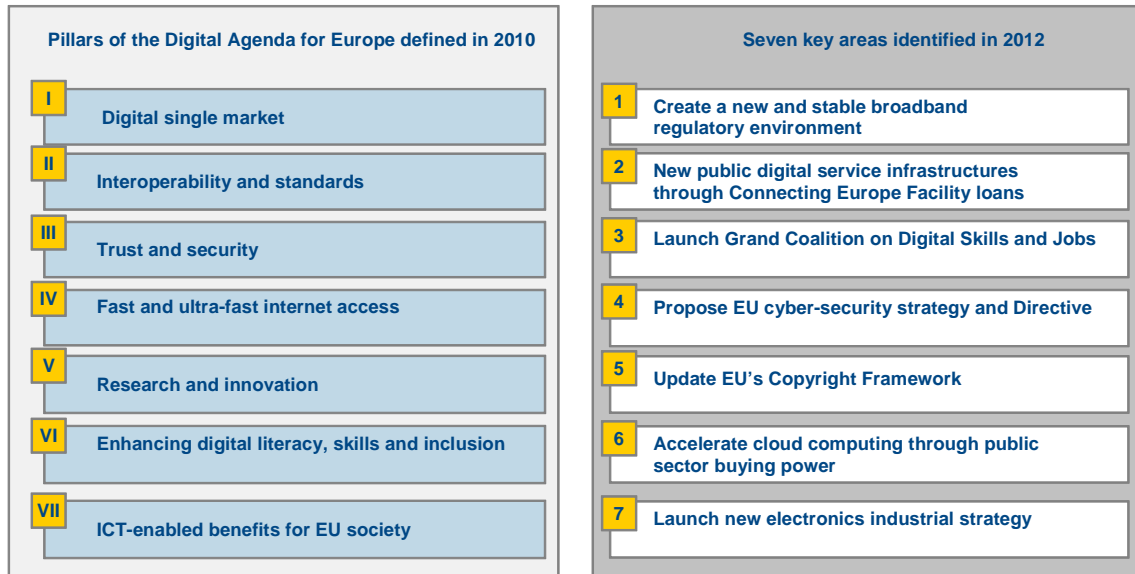 Pillars of the Digital Agenda for Europe defined in 2010
I
Digital single market
II
Interoperability and standards
III
Trust and security
IV
Fast and ultra-fast internet access
V
Research and innovation
VI
Enhancing digital literacy, skills and inclusion
VII
ICT-enabled benefits for EU society
Seven key areas identified in 2012
1
Create a new and stable broadband
regulatory environment
2
New public digital service infrastructures
through Connecting Europe Facility loans
3
Launch Grand Coalition on Digital Skills and Jobs
4
Propose EU cyber-security strategy and Directive
5
Update EU’s Copyright Framework
6
Accelerate cloud computing through public
sector buying power
7
Launch new electronics industrial strategy